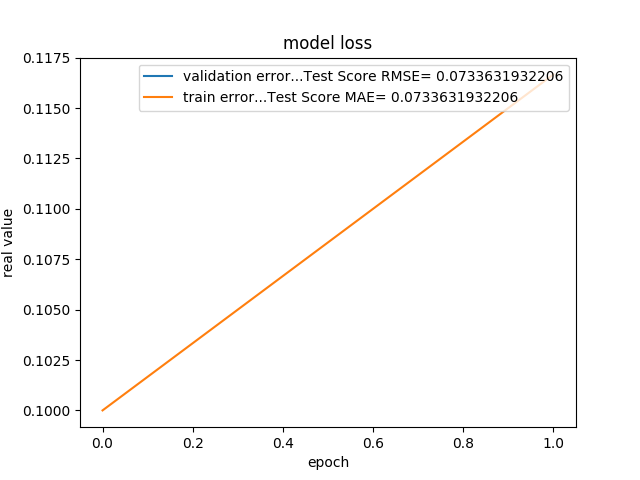 model loss
validation error...Test Score RMSE= 0.0733631932206
train error...Test Score MAE= 0.0733631932206
0.1175
0.1150
0.1125
0.1100
0.1075
0.1050
0.1025
0.1000
real value
0.0 0.2 0.4 0.6 0.8 1.0
epoch